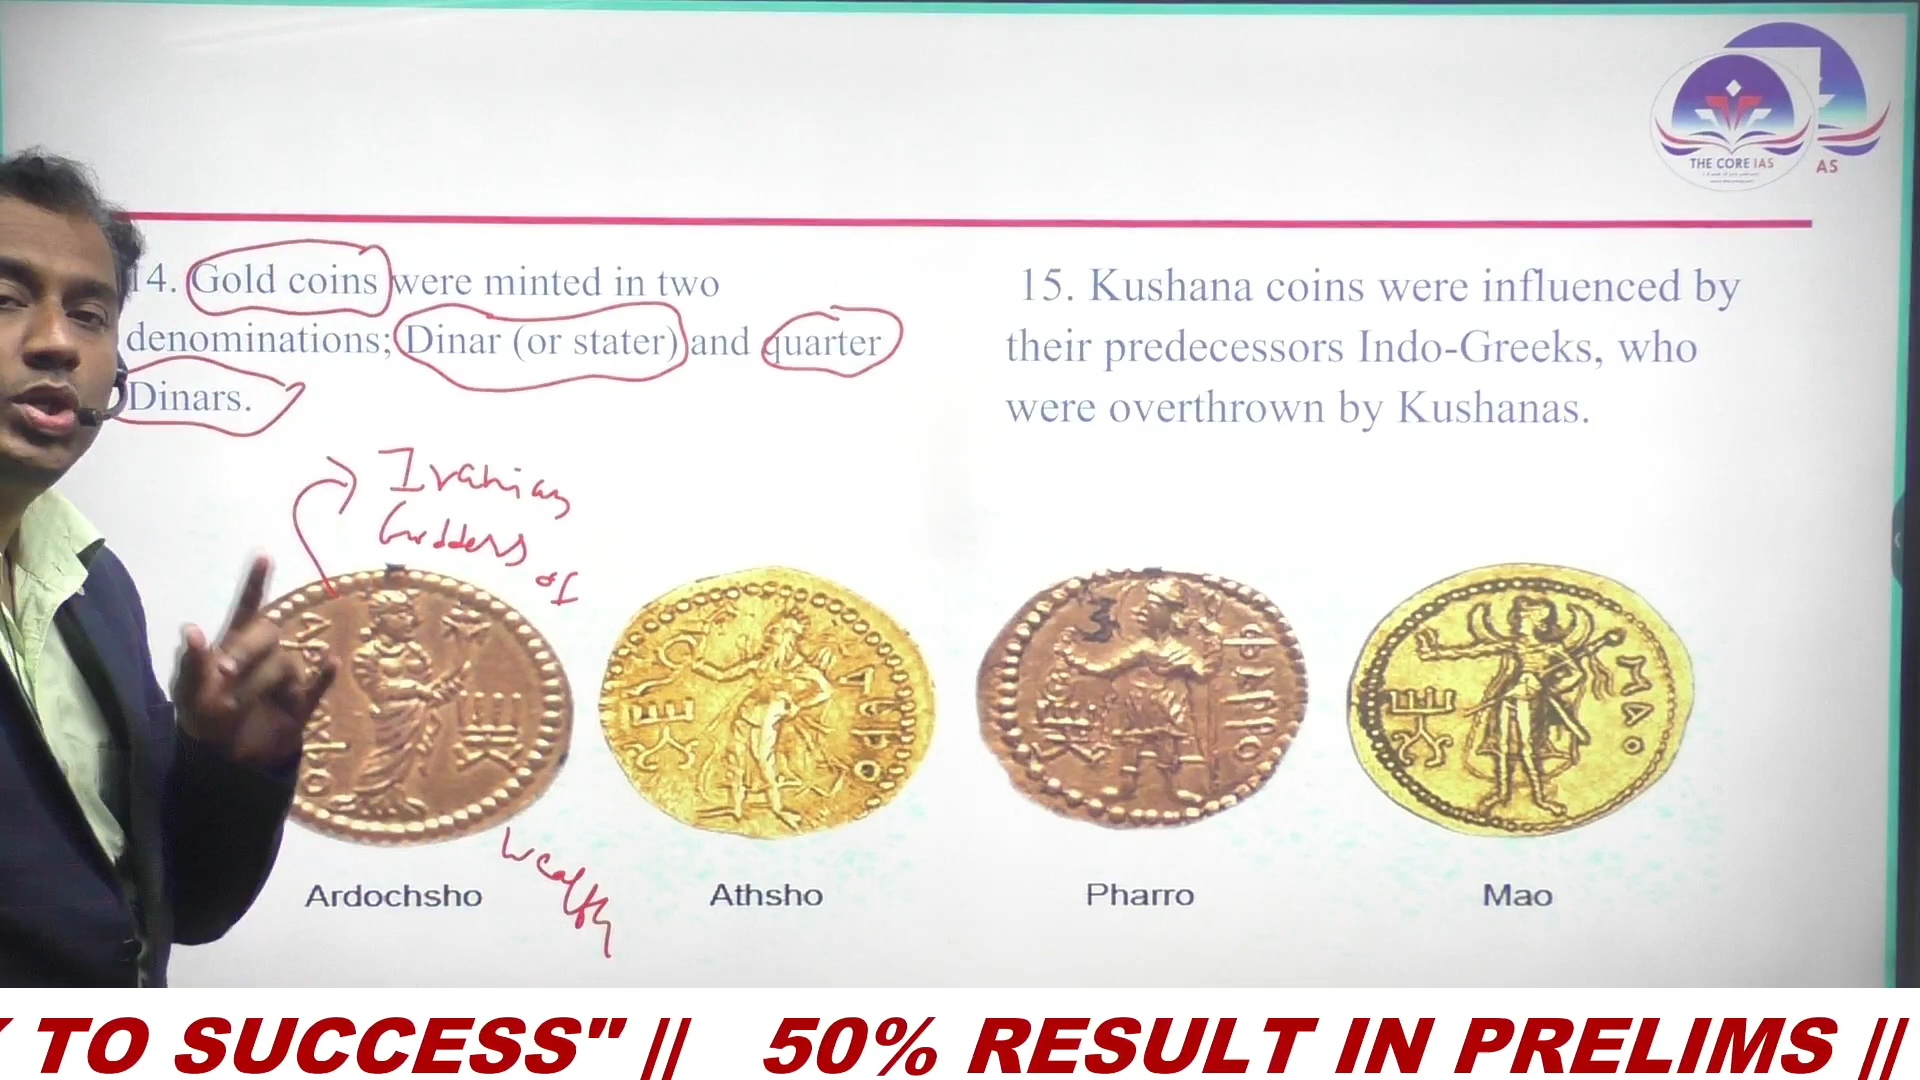 THE CORE IAS
AS
14. Gold coins were minted in two
denominations; Dinar (or stater) and quarter
Dinars.
15. Kushana coins were influenced by
their predecessors Indo-Greeks, who
were overthrown by Kushanas.
Iranian
Goddess
of
ΜΑΟ
Wealth
Ardochsho
Athsho
Pharro
Mao
TO SUCCESS" || 50% RESULT IN PRELIMS ||